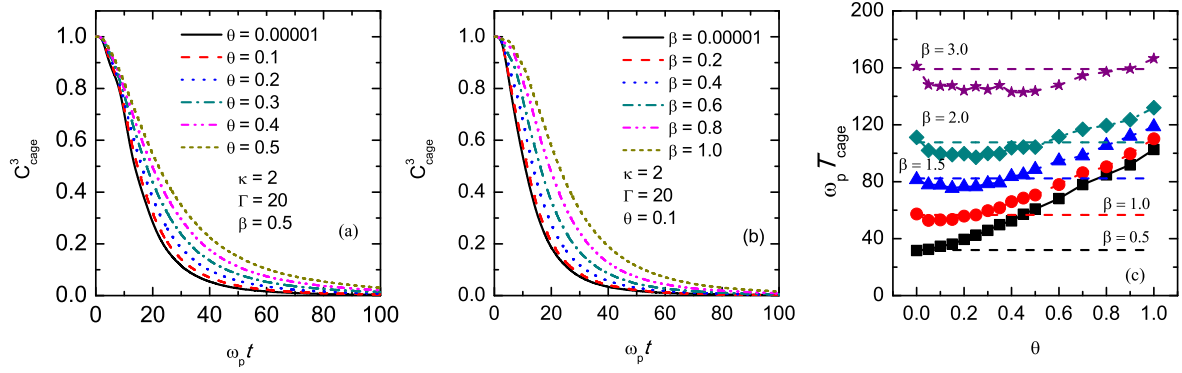 1.0
0.8
0.6
0.4
0.2
0.0
C³cage
0 20 40 60 80 100
ωp t
θ = 0.00001
θ = 0.1
θ = 0.2
θ = 0.3
θ = 0.4
θ = 0.5
κ = 2
Γ = 20
β = 0.5
(a)
1.0
0.8
0.6
0.4
0.2
0.0
C³cage
0 20 40 60 80 100
ωp t
β = 0.00001
β = 0.2
β = 0.4
β = 0.6
β = 0.8
β = 1.0
κ = 2
Γ = 20
θ = 0.1
(b)
200
160
120
80
40
0
ωp Tcage
β = 3.0
β = 2.0
β = 1.5
β = 1.0
β = 0.5
(c)
0.0 0.2 0.4 0.6 0.8 1.0
θ